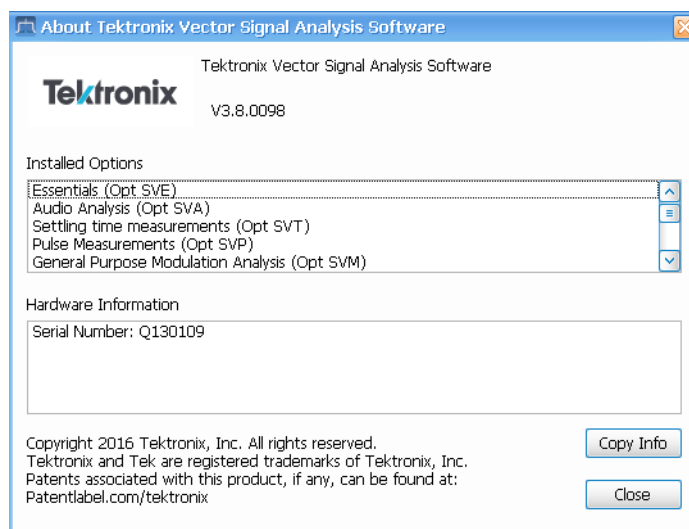 About Tektronix Vector Signal Analysis Software
Tektronix
Tektronix Vector Signal Analysis Software
V3.8.0098
Installed Options
Essentials (Opt SVE)
Audio Analysis (Opt SVA)
Settling time measurements (Opt SVT)
Pulse Measurements (Opt SVP)
General Purpose Modulation Analysis (Opt SVM)
Hardware Information
Serial Number: Q130109
Copyright 2016 Tektronix, Inc. All rights reserved.
Tektronix and Tek are registered trademarks of Tektronix, Inc.
Patents associated with this product, if any, can be found at:
Patentlabel.com/tektronix
Copy Info
Close